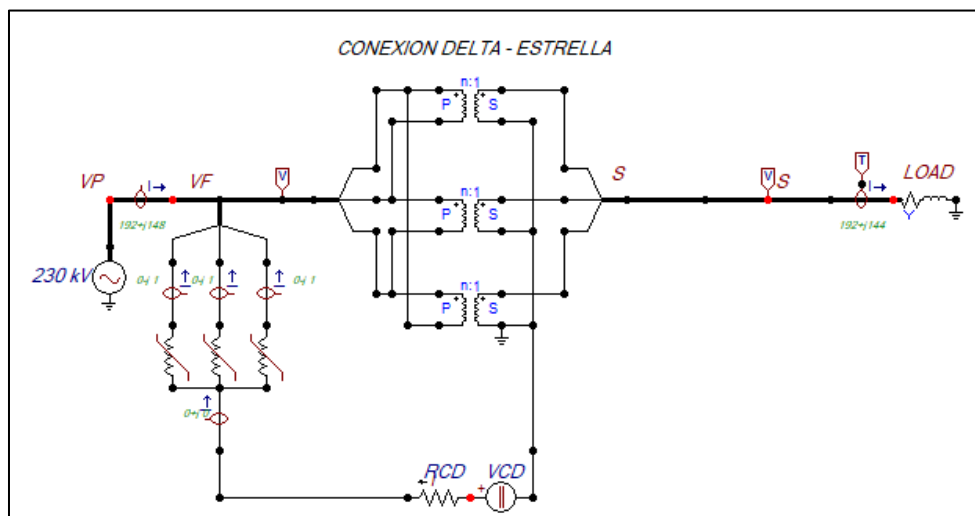 CONEXION DELTA - ESTRELLA
n:1
P + + S
V
T
VP I VF S V S I LOAD
192+j148
192+j144
Y
n:1
P + + S
230 kV
0-j 1 0-j 1 0-j 1
n:1
P + + S
0+j 0
RCD + VCD